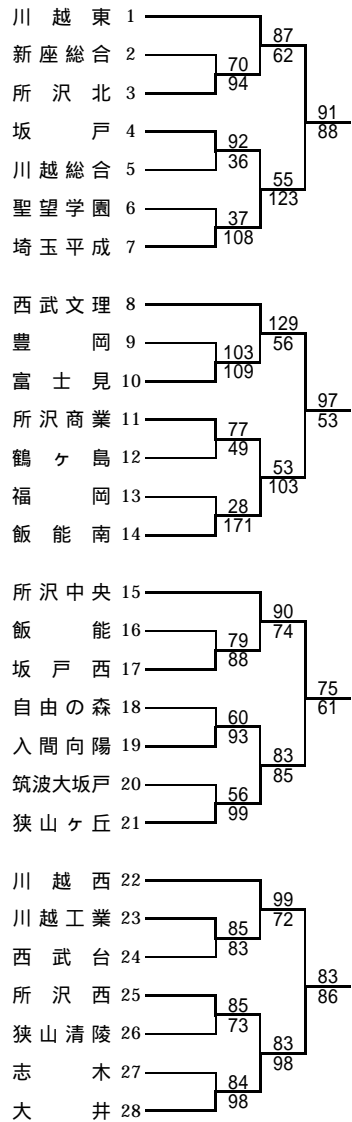 川越東 1
新座総合 2
所沢北 3
坂戸 4
川越総合 5
聖望学園 6
埼玉平成 7
70
94
92
36
37
108
87
62
55
123
91
88
西武文理 8
豊岡 9
富士見 10
所沢商業 11
鶴ヶ島 12
福岡 13
飯能南 14
103
109
77
49
28
171
129
56
53
103
97
53
所沢中央 15
飯能 16
坂戸西 17
自由の森 18
入間向陽 19
筑波大坂戸 20
狭山ヶ丘 21
79
88
60
93
56
99
90
74
83
85
75
61
川越西 22
川越工業 23
西武台 24
所沢西 25
狭山清陵 26
志木 27
大井 28
85
83
85
73
84
98
99
72
83
98
83
86